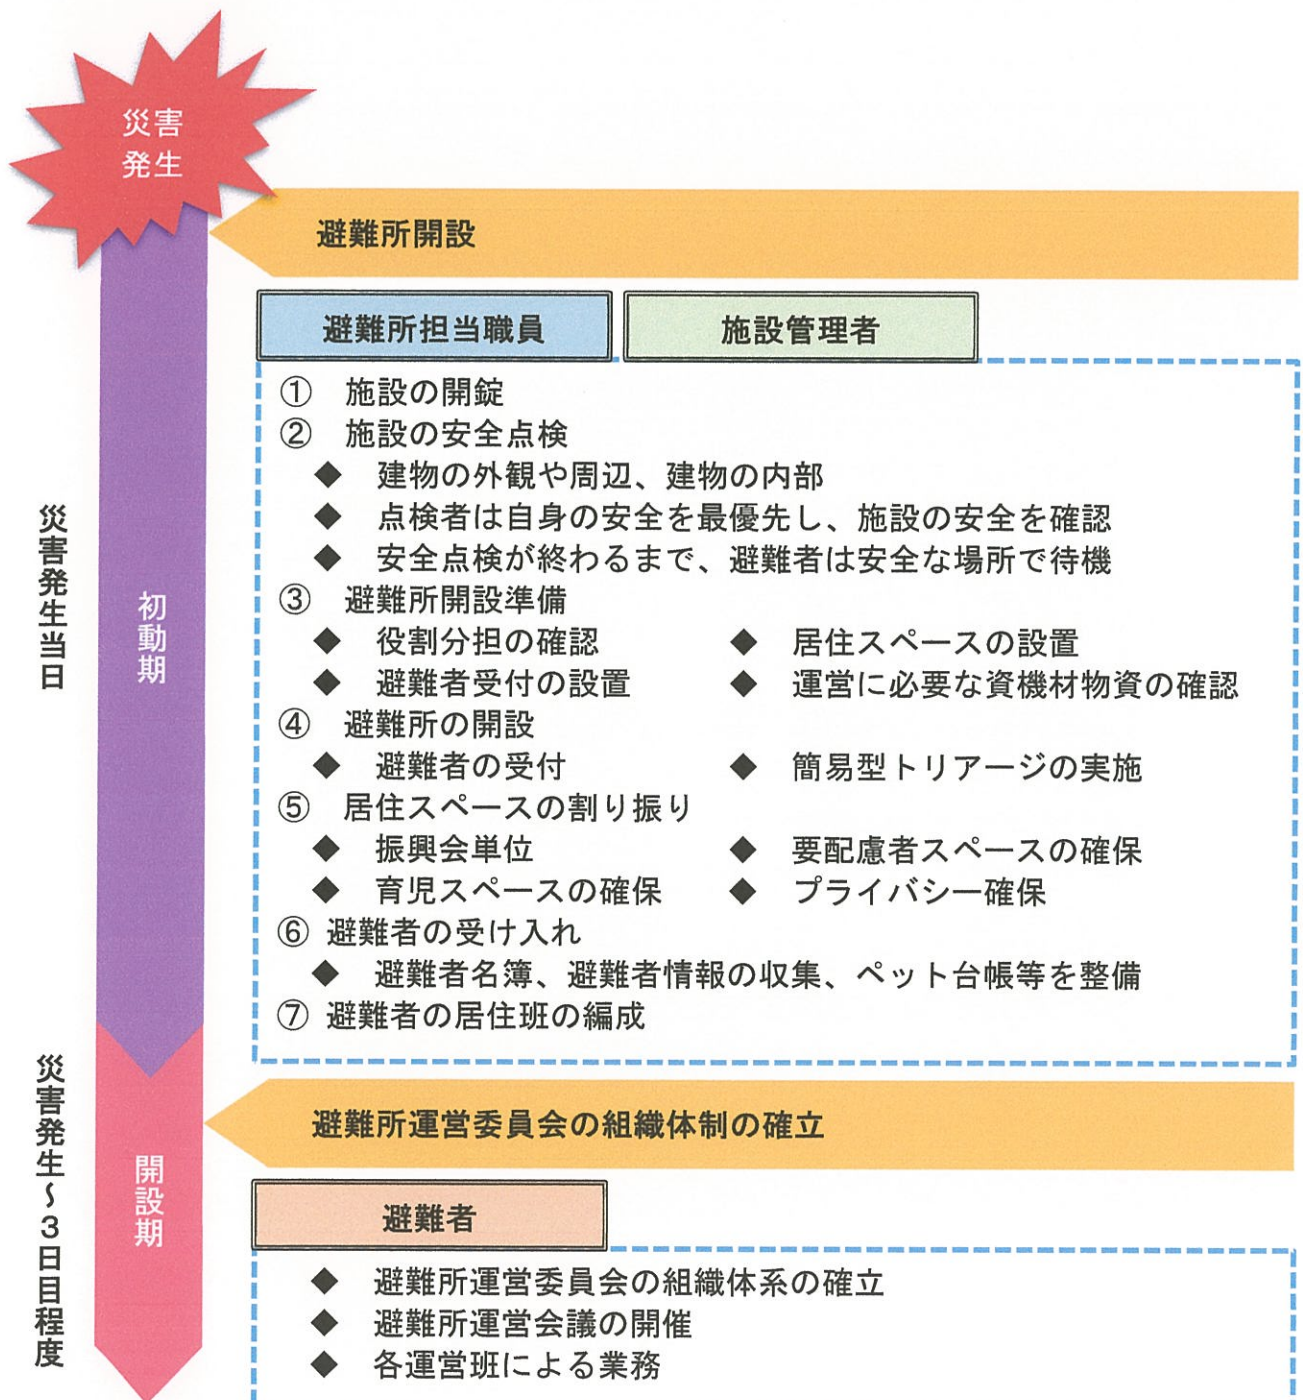 災害
発生
避難所開設
避難所担当職員 施設管理者
① 施設の開錠
② 施設の安全点検
◆ 建物の外観や周辺、建物の内部
◆ 点検者は自身の安全を最優先し、施設の安全を確認
◆ 安全点検が終わるまで、避難者は安全な場所で待機
③ 避難所開設準備
◆ 役割分担の確認 ◆ 居住スペースの設置
◆ 避難者受付の設置 ◆ 運営に必要な資機材物資の確認
④ 避難所の開設
◆ 避難者の受付 ◆ 簡易型トリアージの実施
⑤ 居住スペースの割り振り
◆ 振興会単位 ◆ 要配慮者スペースの確保
◆ 育児スペースの確保 ◆ プライバシー確保
⑥ 避難者の受け入れ
◆ 避難者名簿、避難者情報の収集、ペット台帳等を整備
⑦ 避難者の居住班の編成
災害発生当日
初動期
避難所運営委員会の組織体制の確立
避難者
◆ 避難所運営委員会の組織体系の確立
◆ 避難所運営会議の開催
◆ 各運営班による業務
災害発生~3日目程度
開設期